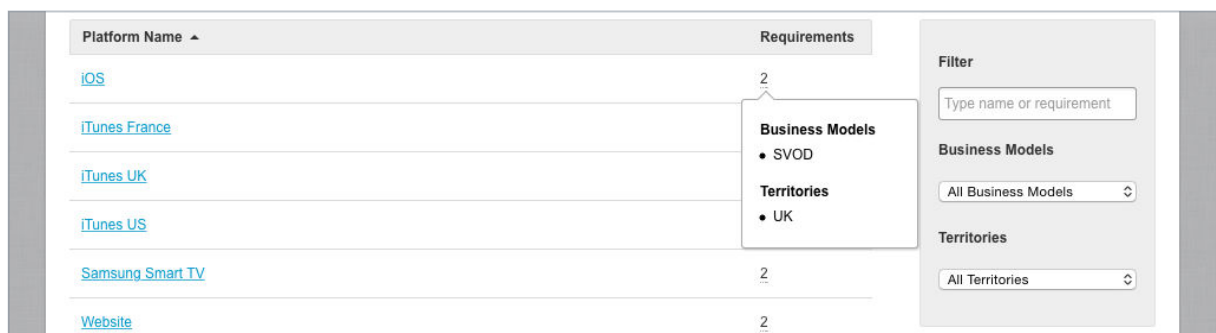 Platform Name ▲ Requirements
iOS 2
iTunes France
iTunes UK
iTunes US
Samsung Smart TV 2
Website 2
Business Models
• SVOD
Territories
• UK
Filter
Type name or requirement
Business Models
All Business Models
Territories
All Territories